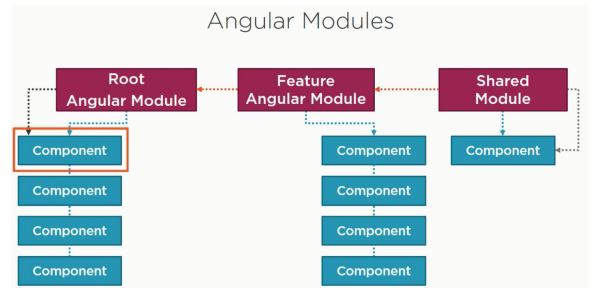 Angular Modules
Root
Angular Module
Feature
Angular Module
Shared
Module
Component
Component
Component
Component
Component
Component
Component
Component
Component